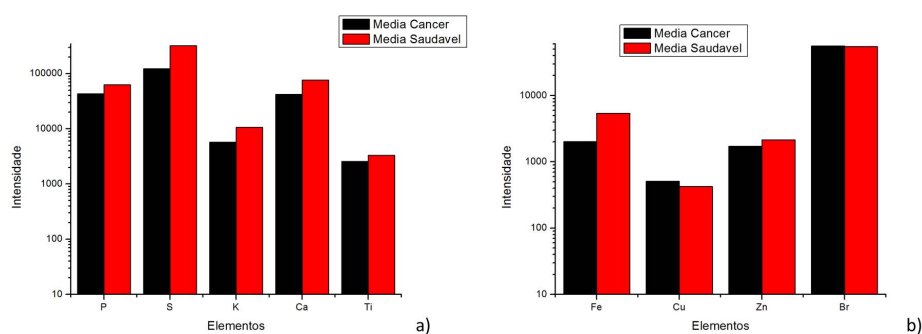 Media Cancer
Media Saudavel
Intensidade
100000
10000
1000
100
10
P S K Ca Ti
Elementos
a)
Media Cancer
Media Saudavel
Intensidade
10000
1000
100
10
Fe Cu Zn Br
Elementos
b)